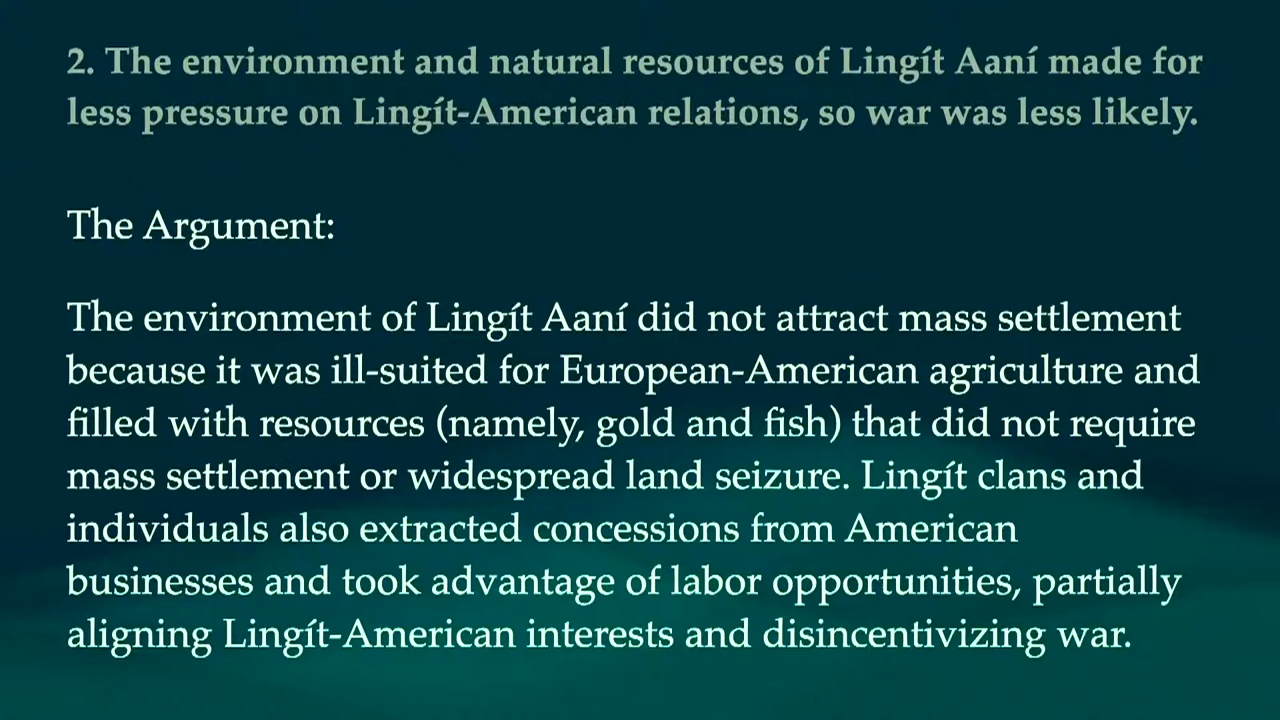 2. The environment and natural resources of Lingít Aaní made for
less pressure on Lingít-American relations, so war was less likely.
The Argument:
The environment of Lingít Aaní did not attract mass settlement
because it was ill-suited for European-American agriculture and
filled with resources (namely, gold and fish) that did not require
mass settlement or widespread land seizure. Lingít clans and
individuals also extracted concessions from American
businesses and took advantage of labor opportunities, partially
aligning Lingít-American interests and disincentivizing war.